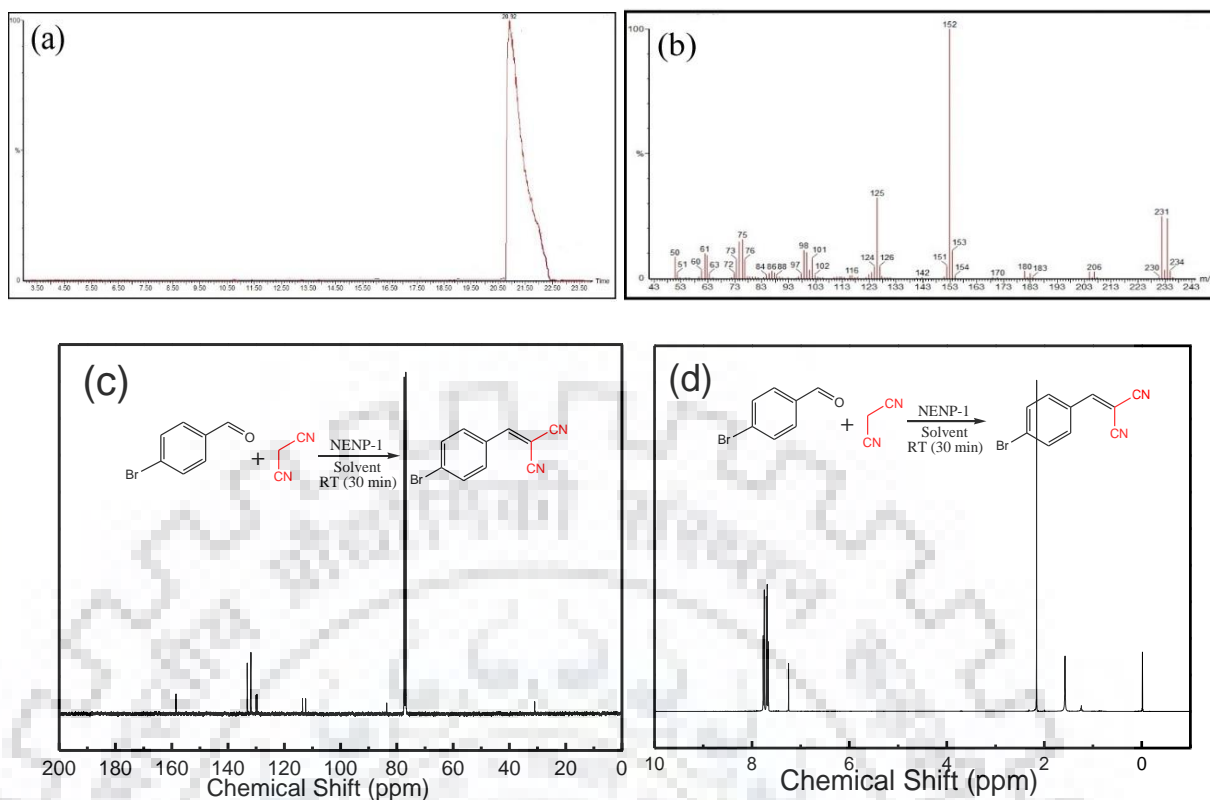 (a)
20.92
100
%
0
3.50 4.50 5.50 6.50 7.50 8.50 9.50 10.50 11.50 12.50 13.50 14.50 15.50 16.50 17.50 18.50 19.50 20.50 21.50 22.50 23.50 Time
(b)
100
%
0
152
125
231
153
151
154
50
51
60
61
63
72
73
75
76
84
86
88
97
98
101
102
116
124
126
142
170
180
183
206
230
234
43 53 63 73 83 93 103 113 123 133 143 153 163 173 183 193 203 213 223 233 243
(c)
O
Br
+
CN
CN
NENP-1
Solvent
RT (30 min)
Br
CN
CN
200 180 160 140 120 100 80 60 40 20 0
Chemical Shift (ppm)
(d)
O
Br
+
CN
CN
NENP-1
Solvent
RT (30 min)
Br
CN
CN
10 8 6 4 2 0
Chemical Shift (ppm)